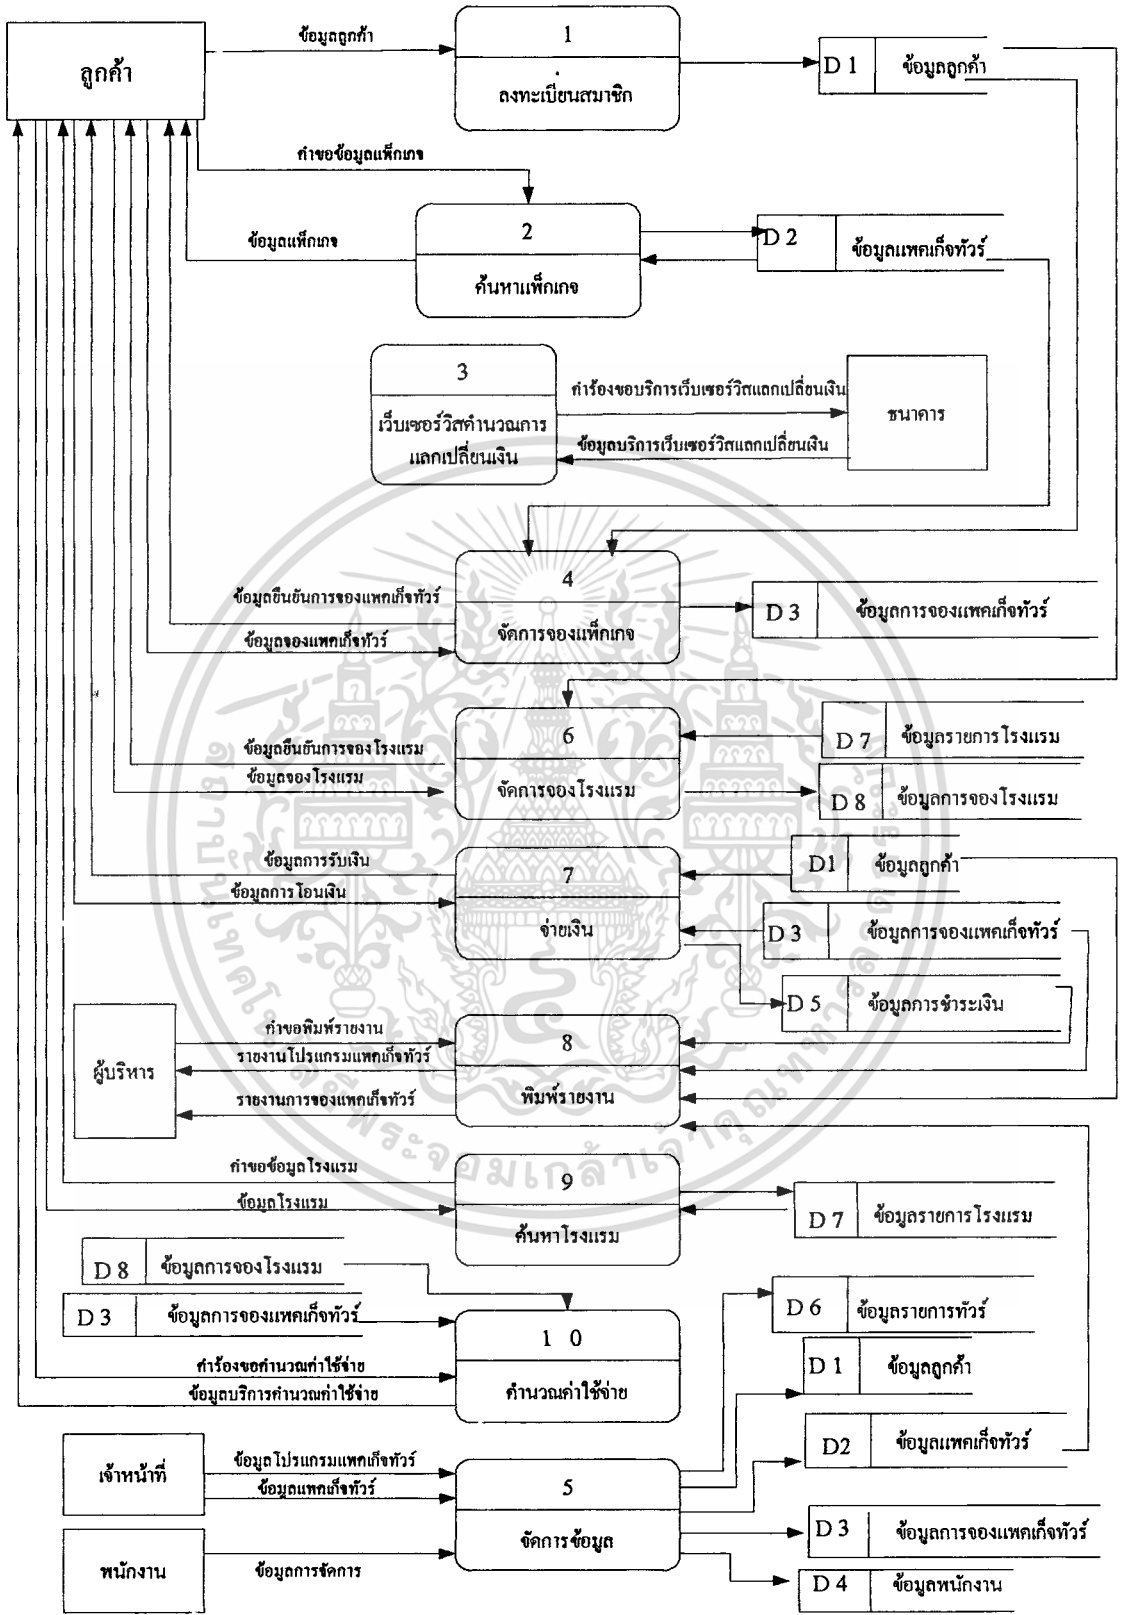 ลูกค้า
ข้อมูลลูกค้า
1
ลงทะเบียนสมาชิก
D 1 ข้อมูลลูกค้า
คำขอข้อมูลแพ็กเกจ
ข้อมูลแพ็กเกจ
2
ค้นหาแพ็กเกจ
D 2 ข้อมูลแพคเก็จทัวร์
3
เว็บเซอร์วิสคำนวณการ
แลกเปลี่ยนเงิน
คำร้องขอบริการเว็บเซอร์วิสแลกเปลี่ยนเงิน
ข้อมูลบริการเว็บเซอร์วิสแลกเปลี่ยนเงิน
ธนาคาร
ข้อมูลยืนยันการจองแพคเก็จทัวร์
ข้อมูลจองแพคเก็จทัวร์
4
จัดการจองแพ็กเกจ
D 3 ข้อมูลการจองแพคเก็จทัวร์
ข้อมูลยืนยันการจองโรงแรม
ข้อมูลจองโรงแรม
6
จัดการจองโรงแรม
D 7 ข้อมูลรายการโรงแรม
D 8 ข้อมูลการจองโรงแรม
ข้อมูลการรับเงิน
ข้อมูลการโอนเงิน
7
จ่ายเงิน
D1 ข้อมูลลูกค้า
D 3 ข้อมูลการจองแพคเก็จทัวร์
D 5 ข้อมูลการชำระเงิน
ผู้บริหาร
คำขอพิมพ์รายงาน
รายงานโปรแกรมแพคเก็จทัวร์
รายงานการจองแพคเก็จทัวร์
8
พิมพ์รายงาน
คำขอข้อมูลโรงแรม
ข้อมูลโรงแรม
9
ค้นหาโรงแรม
D 7 ข้อมูลรายการโรงแรม
D 8 ข้อมูลการจองโรงแรม
D 3 ข้อมูลการจองแพคเก็จทัวร์
คำร้องขอคำนวณค่าใช้จ่าย
ข้อมูลบริการคำนวณค่าใช้จ่าย
1 0
คำนวณค่าใช้จ่าย
D 6 ข้อมูลรายการทัวร์
D 1 ข้อมูลลูกค้า
D2 ข้อมูลแพคเก็จทัวร์
D 3 ข้อมูลการจองแพคเก็จทัวร์
D 4 ข้อมูลพนักงาน
เจ้าหน้าที่
ข้อมูลโปรแกรมแพคเก็จทัวร์
ข้อมูลแพคเก็จทัวร์
5
จัดการข้อมูล
พนักงาน
ข้อมูลการจัดการ
สถาบันเทคโนโลยีพระจอมเกล้าเจ้าคุณทหารลาดกระบัง